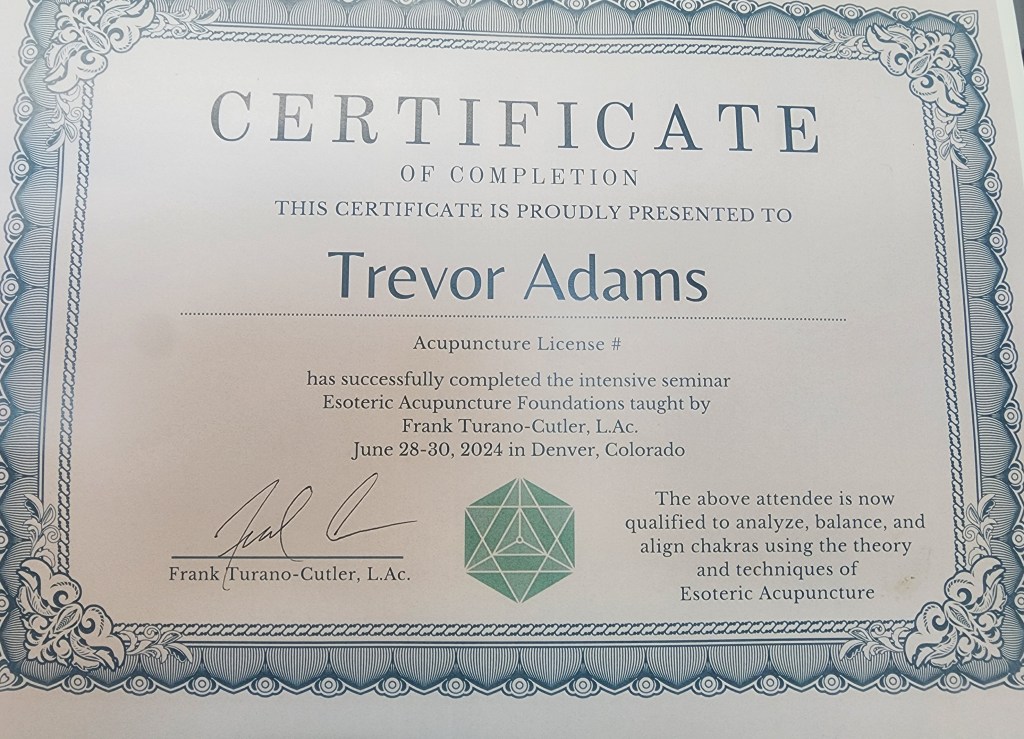 CERTIFICATE
OF COMPLETION
THIS CERTIFICATE IS PROUDLY PRESENTED TO
Trevor Adams
Acupuncture License #
has successfully completed the intensive seminar
Esoteric Acupuncture Foundations taught by
Frank Turano-Cutler, L.Ac.
June 28-30, 2024 in Denver, Colorado
Frank Turano-Cutler, L.Ac.
The above attendee is now
qualified to analyze, balance, and
align chakras using the theory
and techniques of
Esoteric Acupuncture